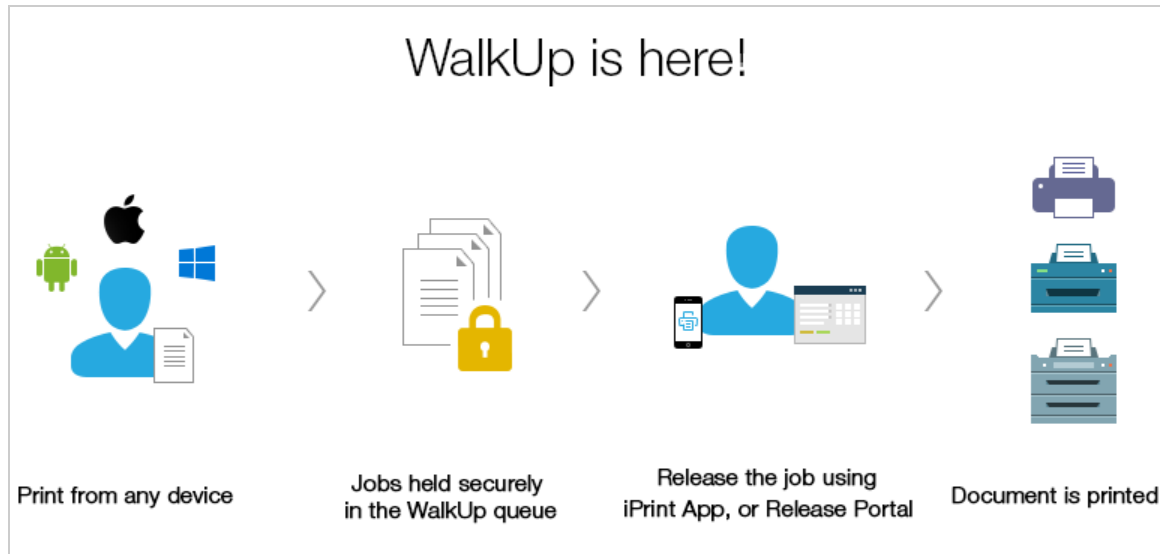 WalkUp is here!
Print from any device
Jobs held securely
in the WalkUp queue
Release the job using
iPrint App, or Release Portal
Document is printed